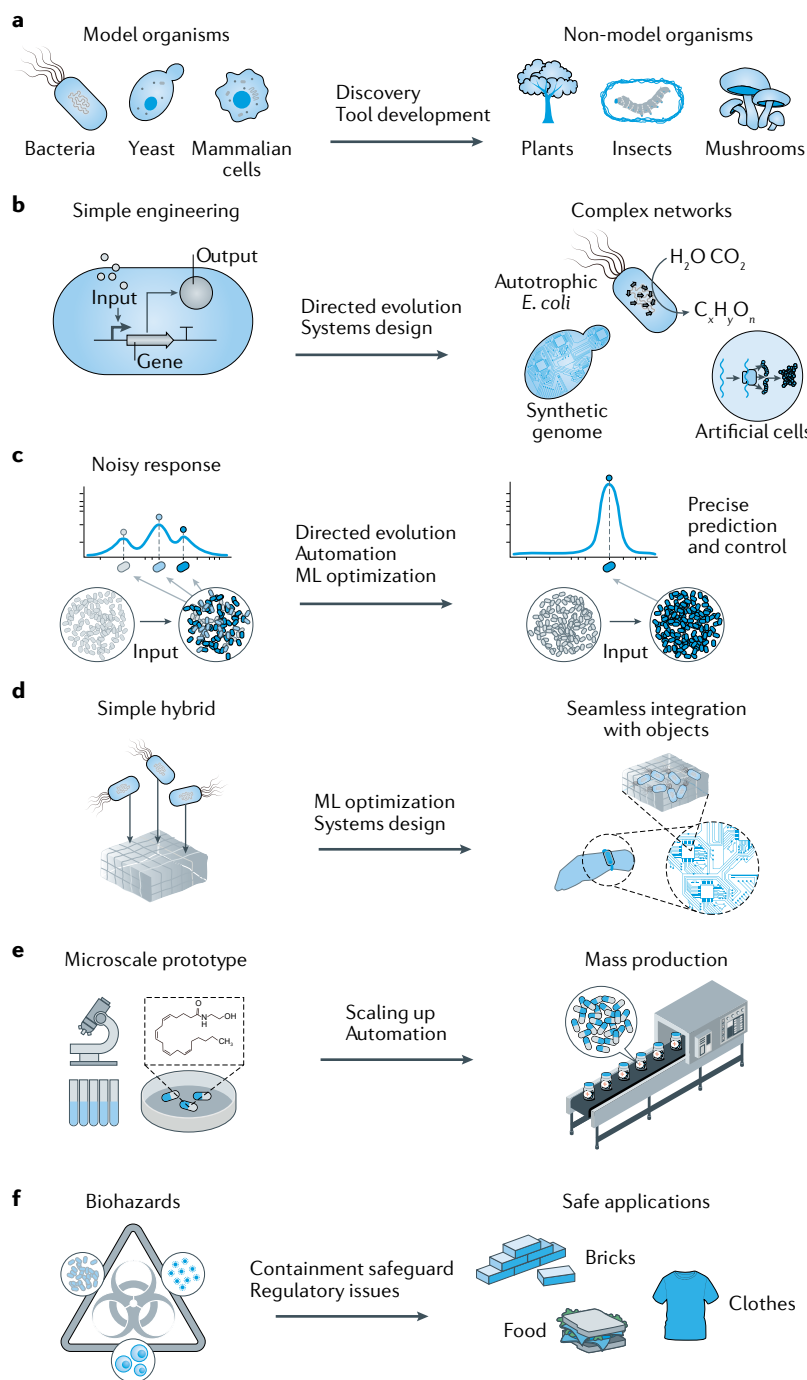 a
Model organisms
Non-model organisms
Discovery
Tool development
Bacteria
Yeast
Mammalian
cells
Plants
Insects
Mushrooms
b
Simple engineering
Complex networks
Output
Input
Gene
Directed evolution
Systems design
Autotrophic
E. coli
H₂O CO₂
CₓHᵧOₙ
Synthetic
genome
Artificial cells
c
Noisy response
Directed evolution
Automation
ML optimization
Precise
prediction
and control
Input
Input
d
Simple hybrid
Seamless integration
with objects
ML optimization
Systems design
e
Microscale prototype
Mass production
O
N
H
OH
CH₃
Scaling up
Automation
f
Biohazards
Safe applications
Containment safeguard
Regulatory issues
Bricks
Clothes
Food